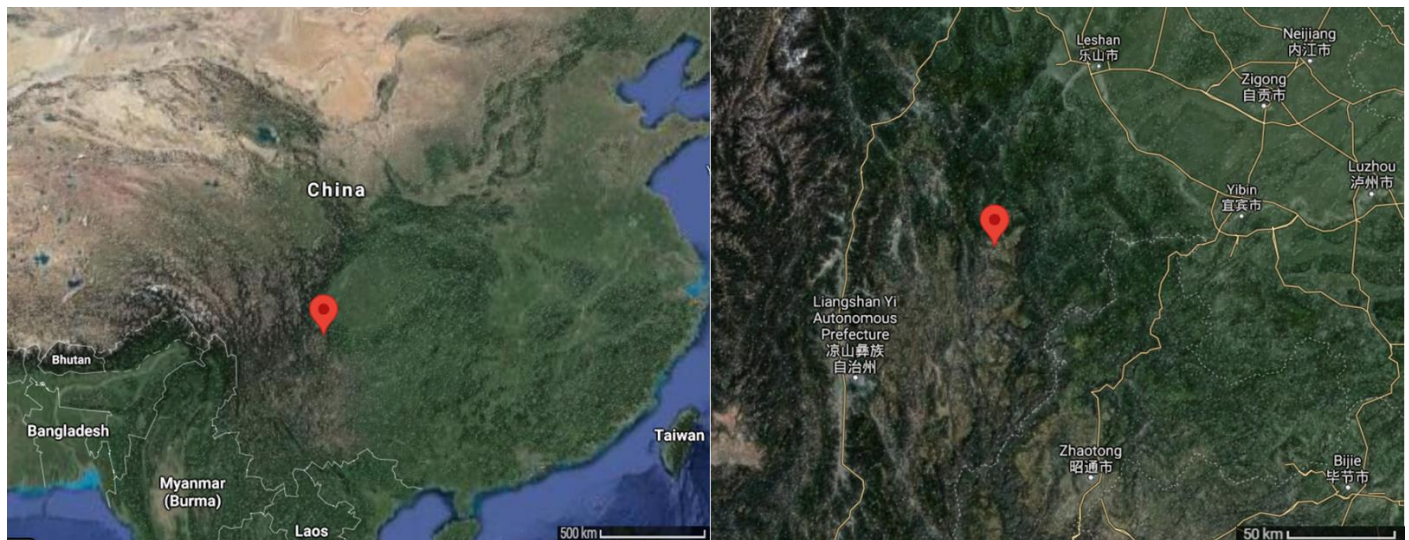 China
Bhutan
Bangladesh
Myanmar
(Burma)
Laos
Taiwan
500 km
Leshan
乐山市
Neijiang
内江市
Zigong
自贡市
Luzhou
泸州市
Yibin
宜宾市
Liangshan Yi
Autonomous
Prefecture
凉山彝族
自治州
Zhaotong
昭通市
Bijie
毕节市
50 km